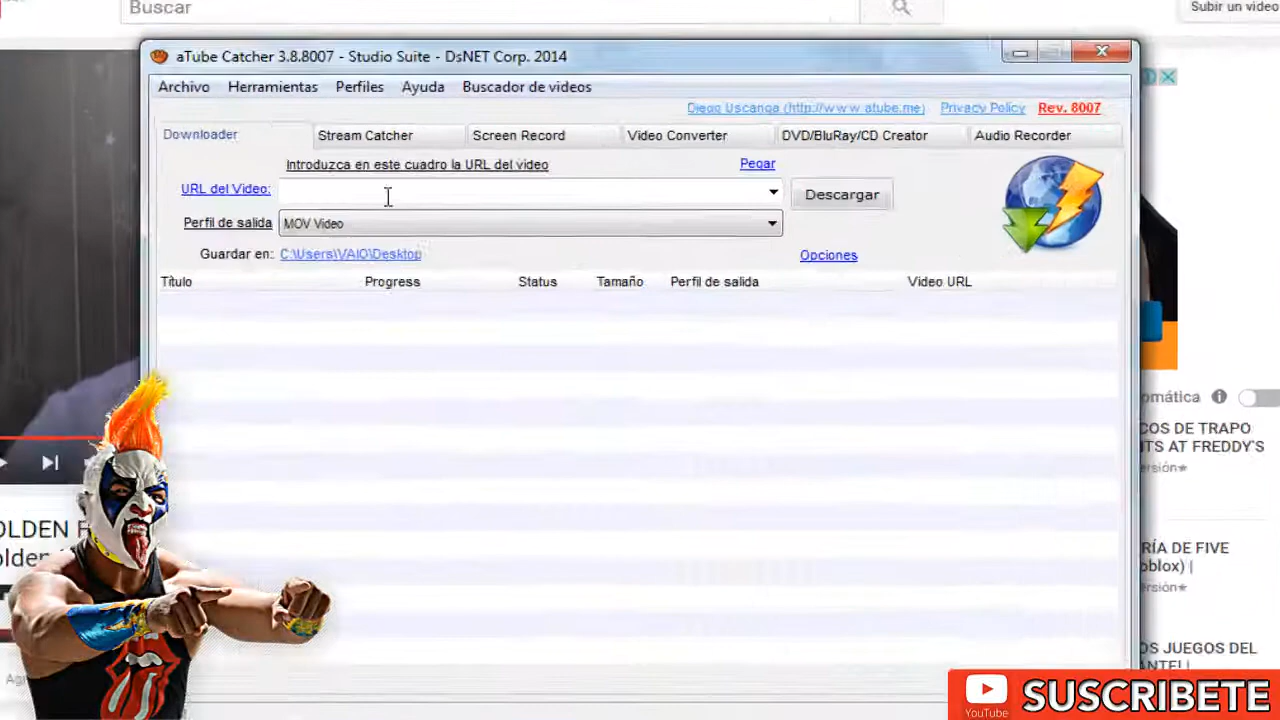 Buscar
Subir un video
aTube Catcher 3.8.8007 - Studio Suite - DsNET Corp. 2014
Archivo Herramientas Perfiles Ayuda Buscador de videos
Diego Uscanga (http://www.atube.me) Privacy Policy Rev. 8007
Downloader Stream Catcher Screen Record Video Converter DVD/BluRay/CD Creator Audio Recorder
Introduzca en este cuadro la URL del video Pegar
URL del Video: Descargar
Perfil de salida MOV Video
Guardar en: C:\Users\VAIO\Desktop Opciones
Título Progress Status Tamaño Perfil de salida Video URL
omática
COS DE TRAPO
NTS AT FREDDY'S
ersión★
OLDEN F
olden
RÍA DE FIVE
oblox) |
ersión★
OS JUEGOS DEL
ANTE! |
Agr
YouTube
SUSCRIBETE